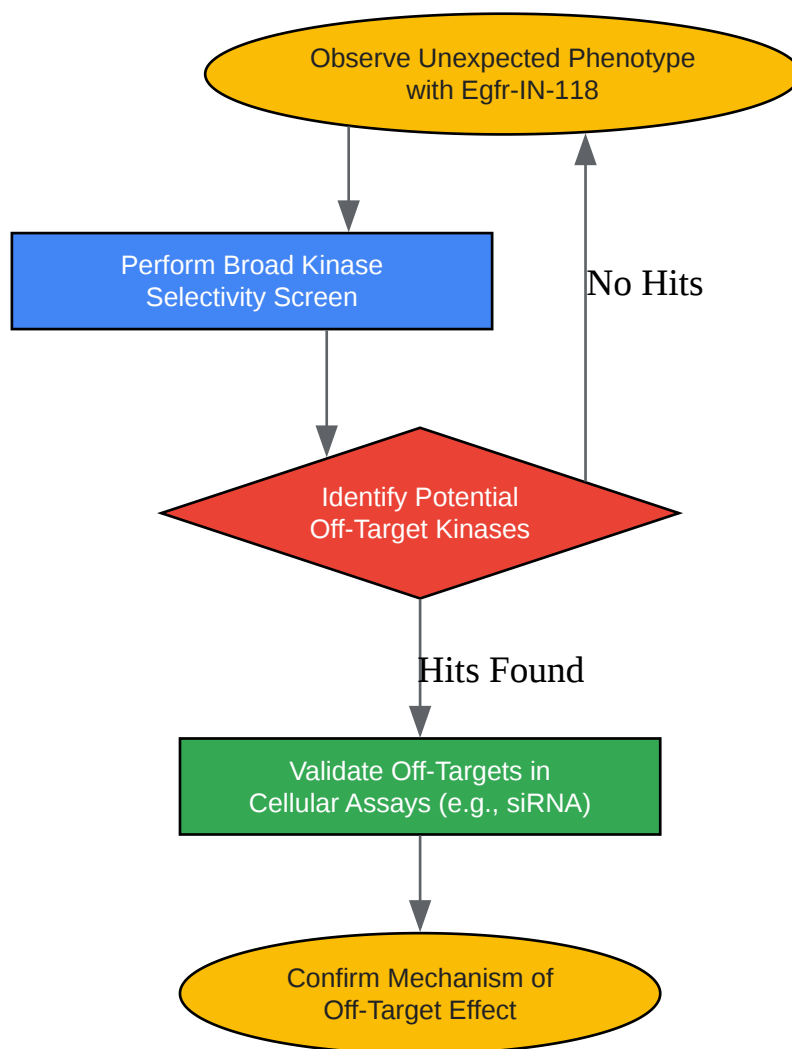 Observe Unexpected Phenotype
with Egfr-IN-118
Perform Broad Kinase
Selectivity Screen
No Hits
Identify Potential
Off-Target Kinases
Hits Found
Validate Off-Targets in
Cellular Assays (e.g., siRNA)
Confirm Mechanism of
Off-Target Effect